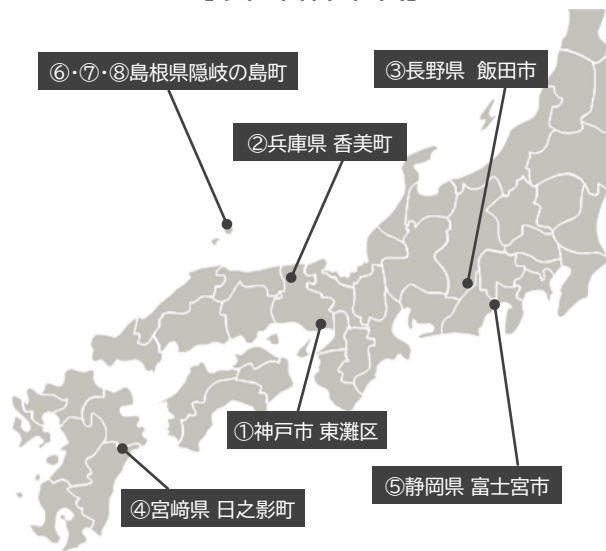 ⑥・⑦・⑧島根県隠岐の島町
③長野県 飯田市
②兵庫県 香美町
①神戸市 東灘区
⑤静岡県 富士宮市
④宮﨑県 日之影町